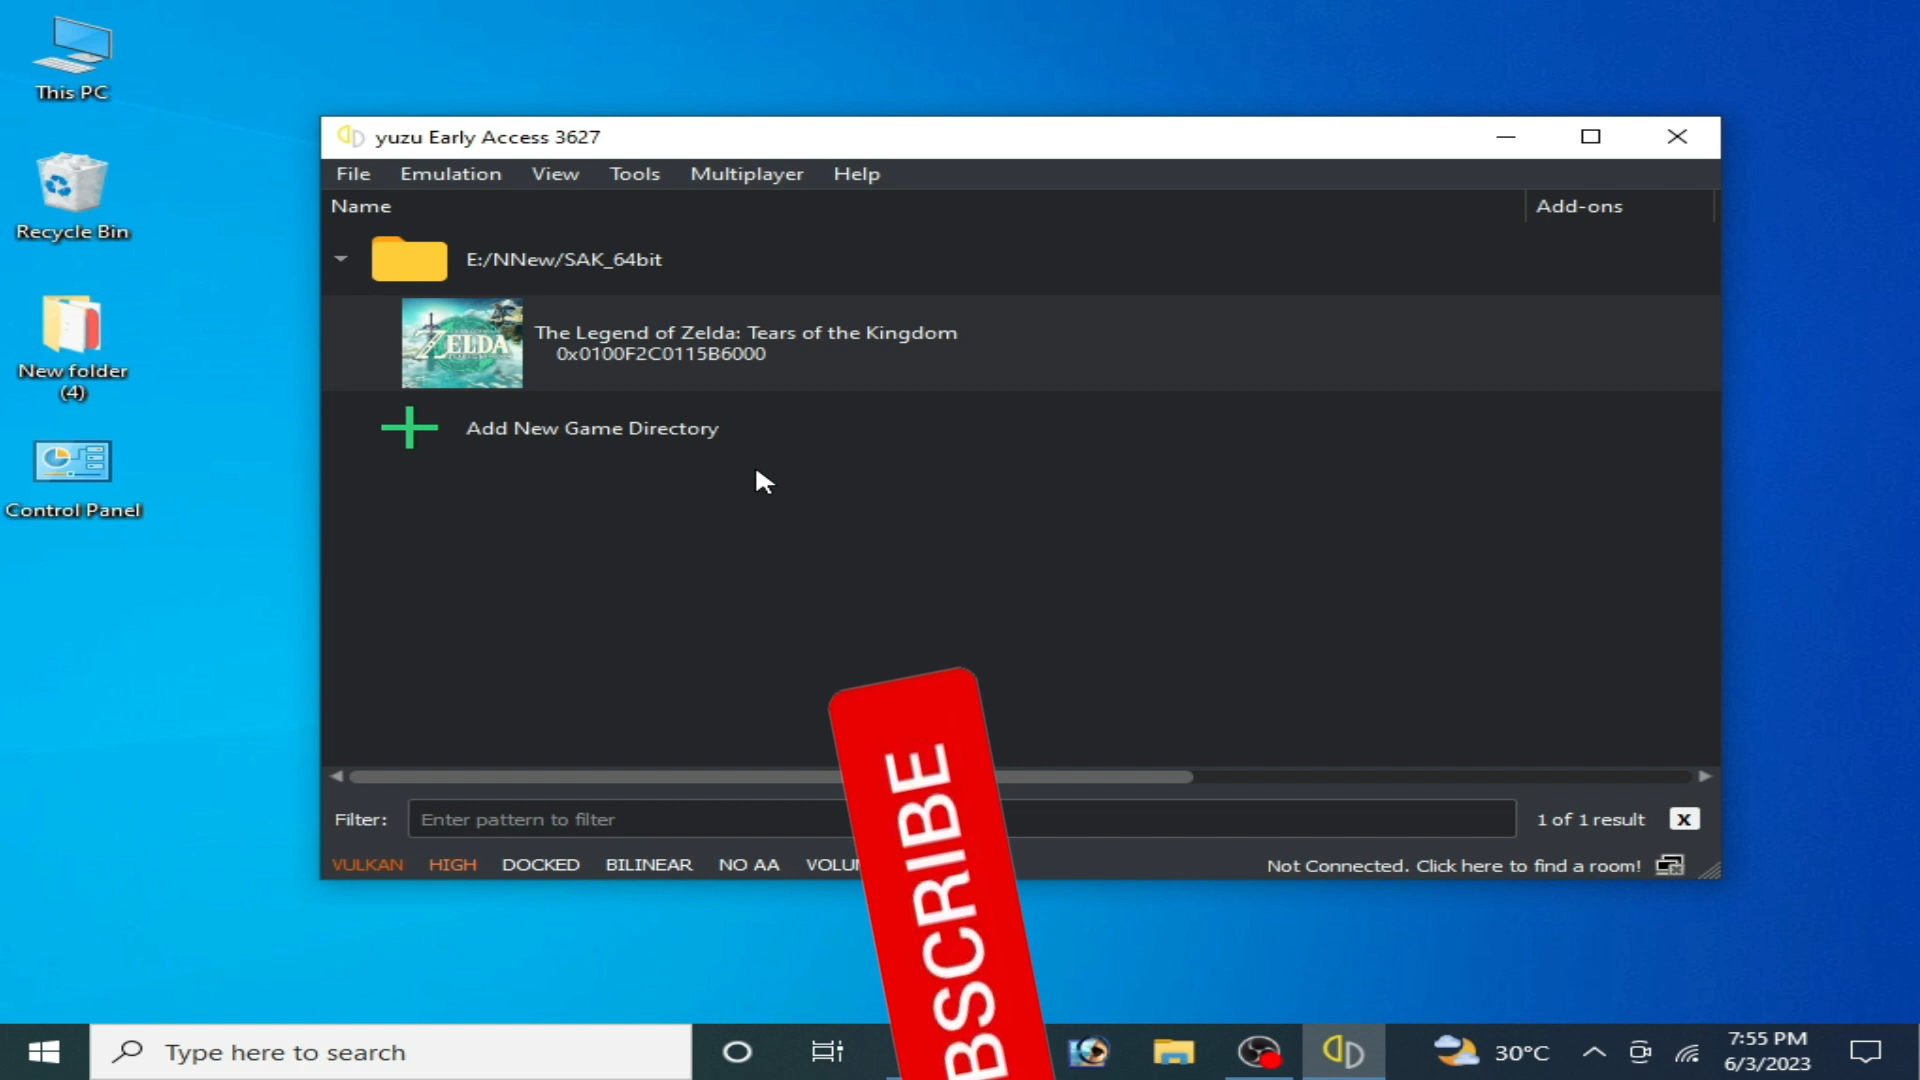 This PC
Recycle Bin
New folder
(4)
Control Panel
yuzu Early Access 3627
File Emulation View Tools Multiplayer Help
Name Add-ons
E:/NNew/SAK_64bit
ZELDA
The Legend of Zelda: Tears of the Kingdom
0x0100F2C0115B6000
Add New Game Directory
Filter: Enter pattern to filter 1 of 1 result X
VULKAN HIGH DOCKED BILINEAR NO AA VOLU Not Connected. Click here to find a room!
BSCRIBE
Type here to search
30°C
7:55 PM
6/3/2023